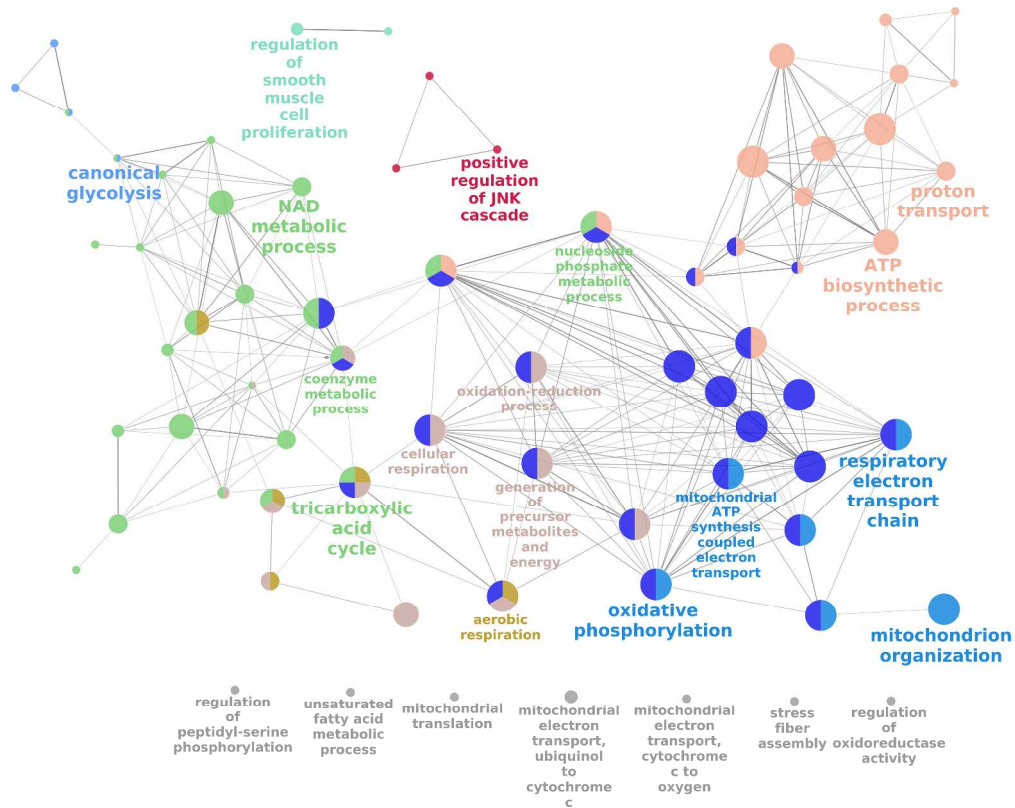 regulation
of
smooth
muscle
cell
proliferation
canonical
glycolysis
positive
regulation
of JNK
cascade
NAD
metabolic
process
proton
transport
nucleoside
phosphate
metabolic
process
ATP
biosynthetic
process
coenzyme
metabolic
process
oxidation-reduction
process
cellular
respiration
respiratory
electron
transport
chain
generation
of
precursor
metabolites
and
energy
mitochondrial
ATP
synthesis
coupled
electron
transport
tricarboxylic
acid
cycle
aerobic
respiration
oxidative
phosphorylation
mitochondrion
organization
regulation
of
peptidyl-serine
phosphorylation
unsaturated
fatty acid
metabolic
process
mitochondrial
translation
mitochondrial
electron
transport,
ubiquinol
to
cytochrome
c
mitochondrial
electron
transport,
cytochrome
c to
oxygen
stress
fiber
assembly
regulation
of
oxidoreductase
activity